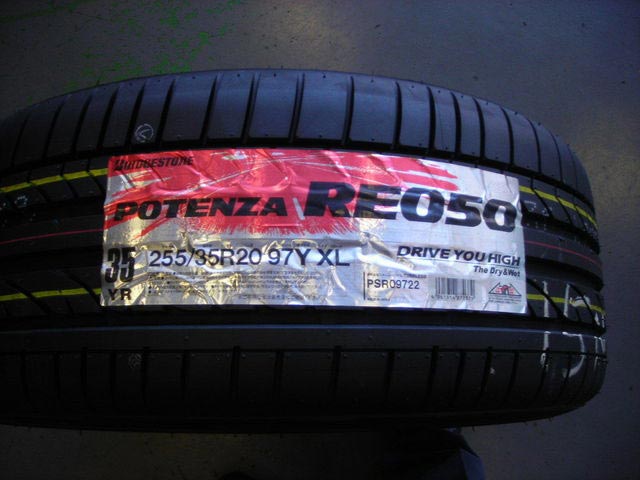 BRIDGESTONE
POTENZA RE050
35
YR
255/35R20 97Y XL
DRIVE YOU HIGH
The Dry&Wet
PSR09722